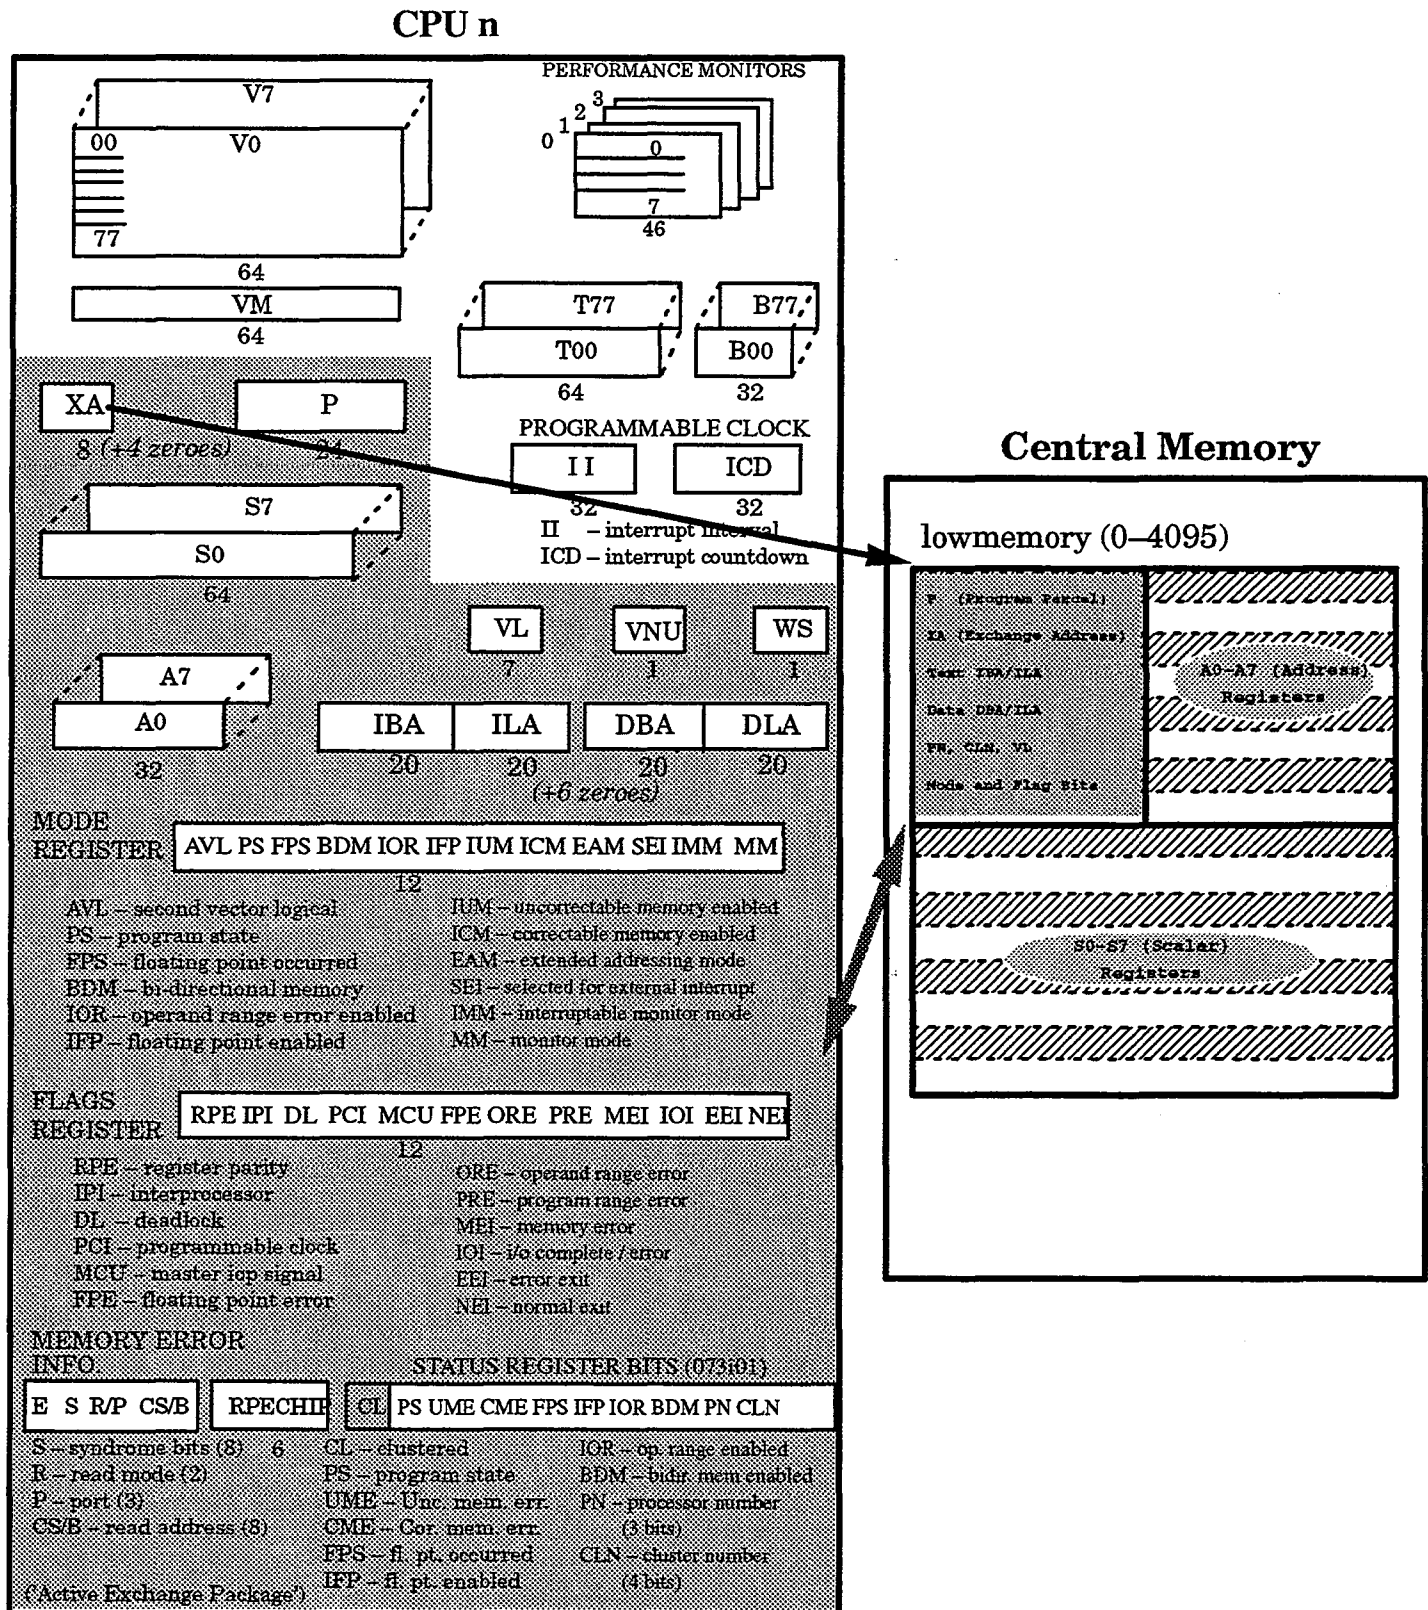 CPU n
PERFORMANCE MONITORS
V7
V0
00
77
64
VM
64
0 1 2 3
0
7
46
T77
T00
64
B77
B00
32
XA
8 (+4 zeroes)
P
24
PROGRAMMABLE CLOCK
I I
32
ICD
32
II – interrupt interval
ICD – interrupt countdown
S7
S0
64
VL
7
VNU
1
WS
1
A7
A0
32
IBA ILA DBA DLA
20 20 20 20
(+6 zeroes)
MODE
REGISTER
AVL PS FPS BDM IOR IFP IUM ICM EAM SEI IMM MM
12
AVL – second vector logical
PS – program state
FPS – floating point occurred
BDM – bi-directional memory
IOR – operand range error enabled
IFP – floating point enabled
IUM – uncorrectable memory enabled
ICM – correctable memory enabled
EAM – extended addressing mode
SEI – selected for external interrupt
IMM – interruptable monitor mode
MM – monitor mode
FLAGS
REGISTER
RPE IPI DL PCI MCU FPE ORE PRE MEI IOI EEI NEI
12
RPE – register parity
IPI – interprocessor
DL – deadlock
PCI – programmable clock
MCU – master iop signal
FPE – floating point error
ORE – operand range error
PRE – program range error
MEI – memory error
IOI – i/o complete / error
EEI – error exit
NEI – normal exit
MEMORY ERROR
INFO.
E S R/P CS/B
RPECHIP
6
S – syndrome bits (8)
R – read mode (2)
P – port (3)
CS/B – read address (8)
STATUS REGISTER BITS (073i01)
CL PS UME CME FPS IFP IOR BDM PN CLN
CL – clustered
PS – program state
UME – Unc. mem. err.
CME – Cor. mem. err.
FPS – fl. pt. occurred
IFP – fl. pt. enabled
IOR – op. range enabled
BDM – bidir. mem enabled
PN – processor number
(3 bits)
CLN – cluster number
(4 bits)
('Active Exchange Package')
Central Memory
lowmemory (0–4095)
P (Program Parcel)
XA (Exchange Address)
Text IBA/ILA
Data DBA/ILA
PN, CLN, VL
Mode and Flag Bits
A0-A7 (Address)
Registers
S0-S7 (Scalar)
Registers